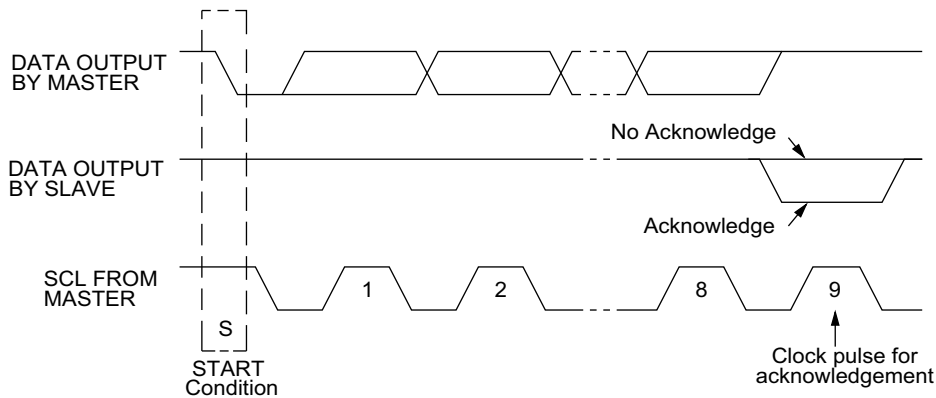 DATA OUTPUT
BY MASTER
No Acknowledge
DATA OUTPUT
BY SLAVE
Acknowledge
SCL FROM
MASTER
1
2
8
9
S
START
Condition
Clock pulse for
acknowledgement